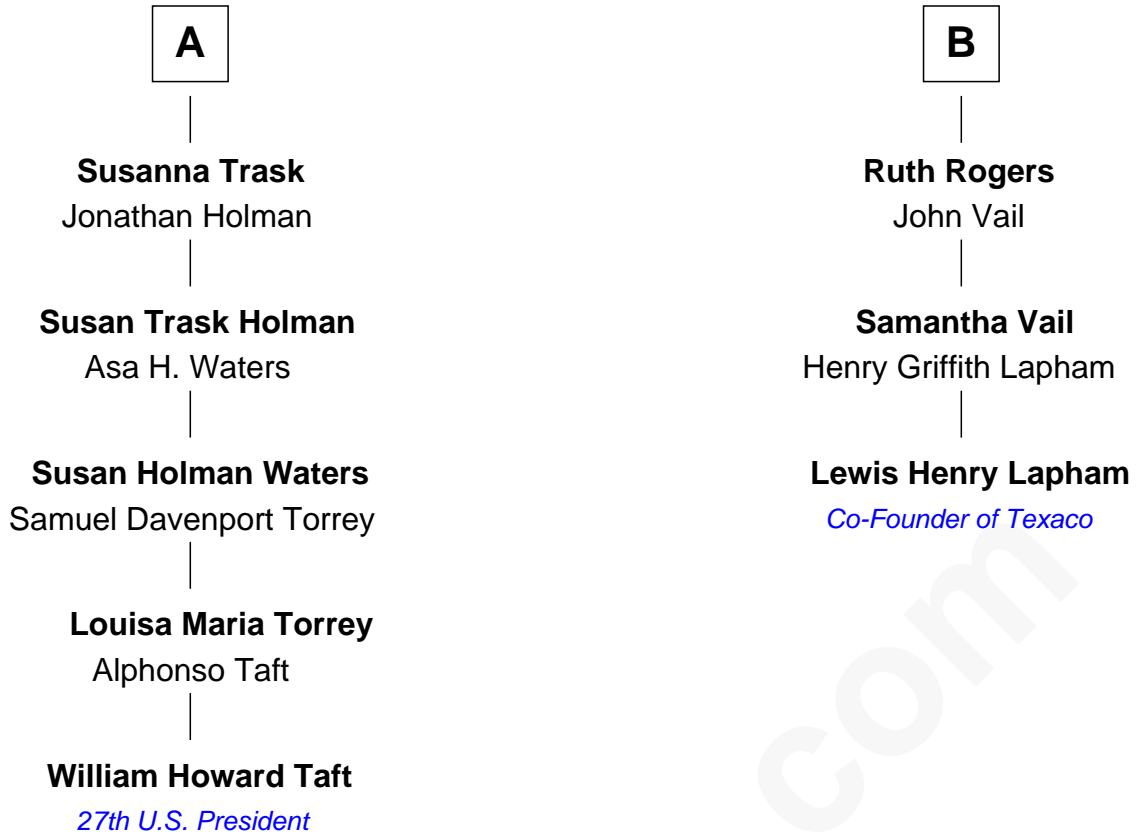 A
Susanna Trask
Jonathan Holman
Susan Trask Holman
Asa H. Waters
Susan Holman Waters
Samuel Davenport Torrey
Louisa Maria Torrey
Alphonso Taft
William Howard Taft
27th U.S. President
B
Ruth Rogers
John Vail
Samantha Vail
Henry Griffith Lapham
Lewis Henry Lapham
Co-Founder of Texaco
com